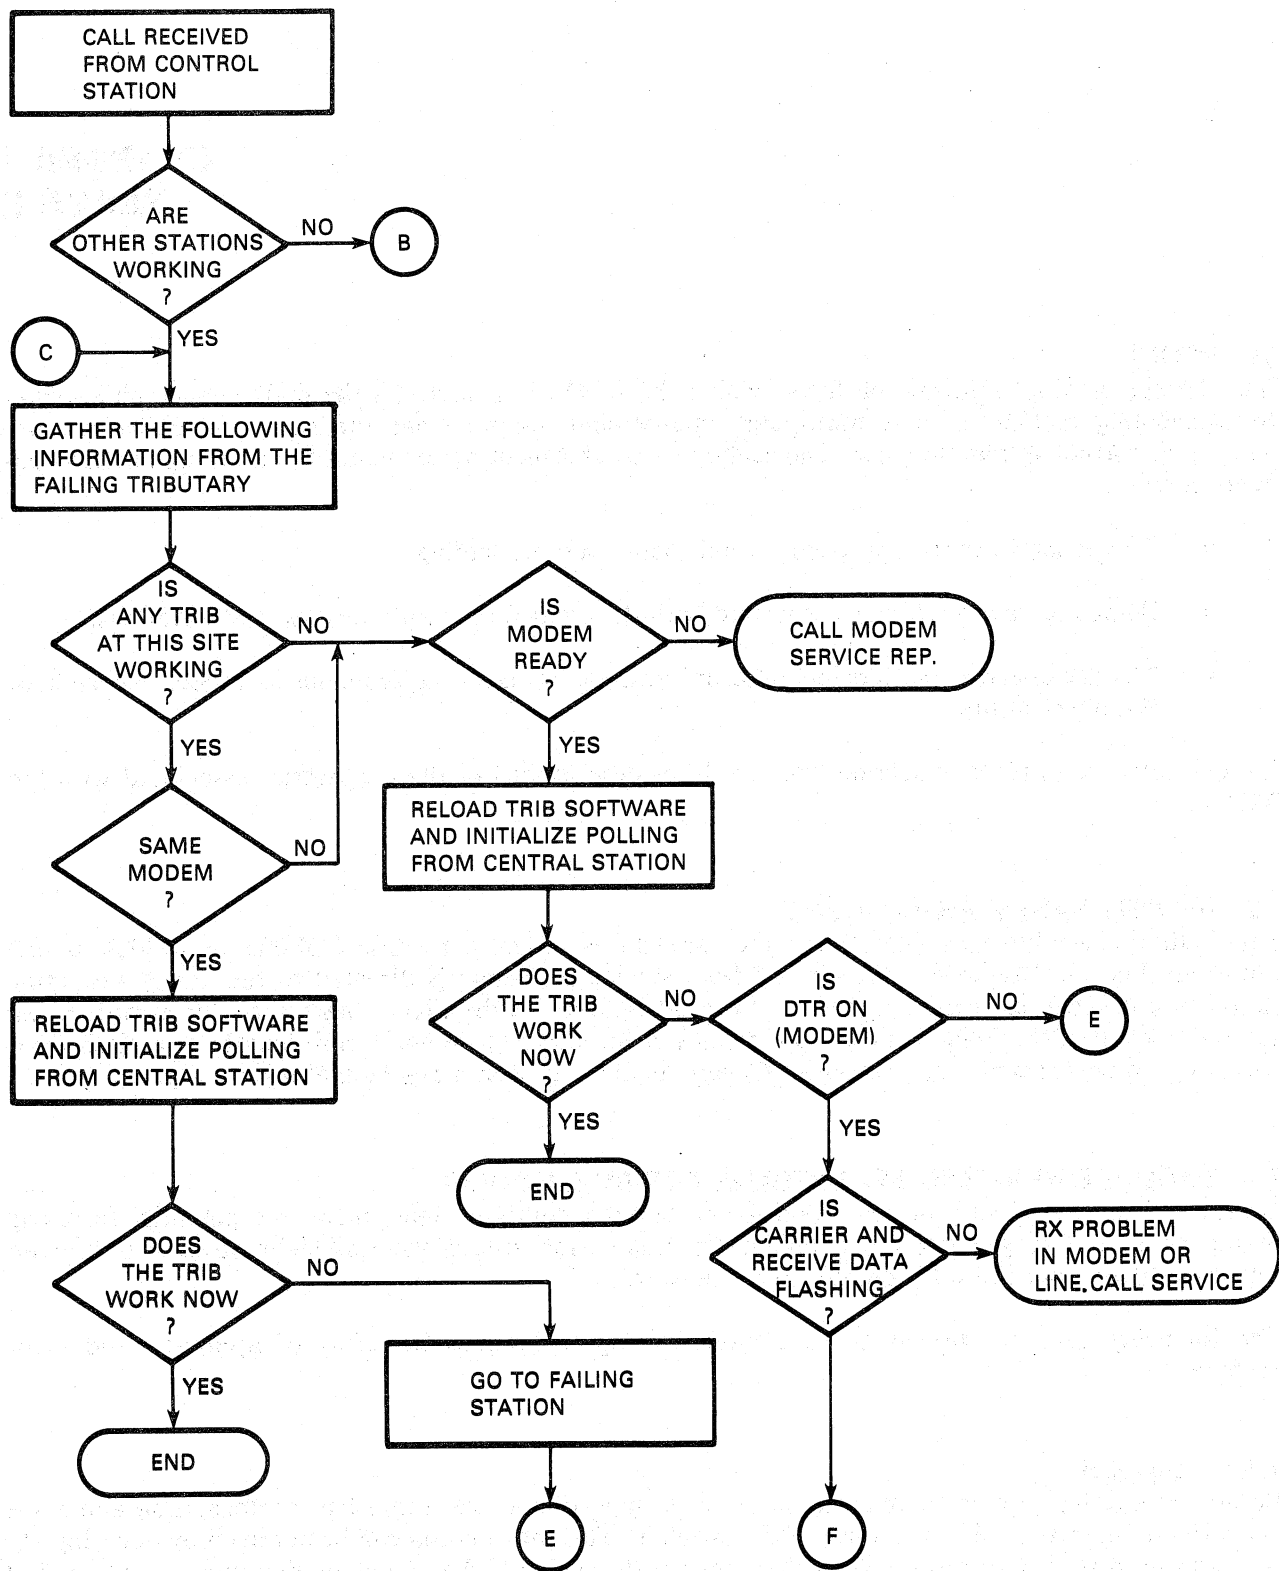 CALL RECEIVED
FROM CONTROL
STATION
ARE
OTHER STATIONS
WORKING
?
NO
B
YES
C
GATHER THE FOLLOWING
INFORMATION FROM THE
FAILING TRIBUTARY
IS
ANY TRIB
AT THIS SITE
WORKING
?
NO
YES
IS
MODEM
READY
?
NO
CALL MODEM
SERVICE REP.
YES
SAME
MODEM
?
NO
YES
RELOAD TRIB SOFTWARE
AND INITIALIZE POLLING
FROM CENTRAL STATION
RELOAD TRIB SOFTWARE
AND INITIALIZE POLLING
FROM CENTRAL STATION
DOES
THE TRIB
WORK
NOW
?
NO
YES
END
IS
DTR ON
(MODEM)
?
NO
E
YES
IS
CARRIER AND
RECEIVE DATA
FLASHING
?
NO
RX PROBLEM
IN MODEM OR
LINE.CALL SERVICE
F
DOES
THE TRIB
WORK NOW
?
NO
YES
END
GO TO FAILING
STATION
E